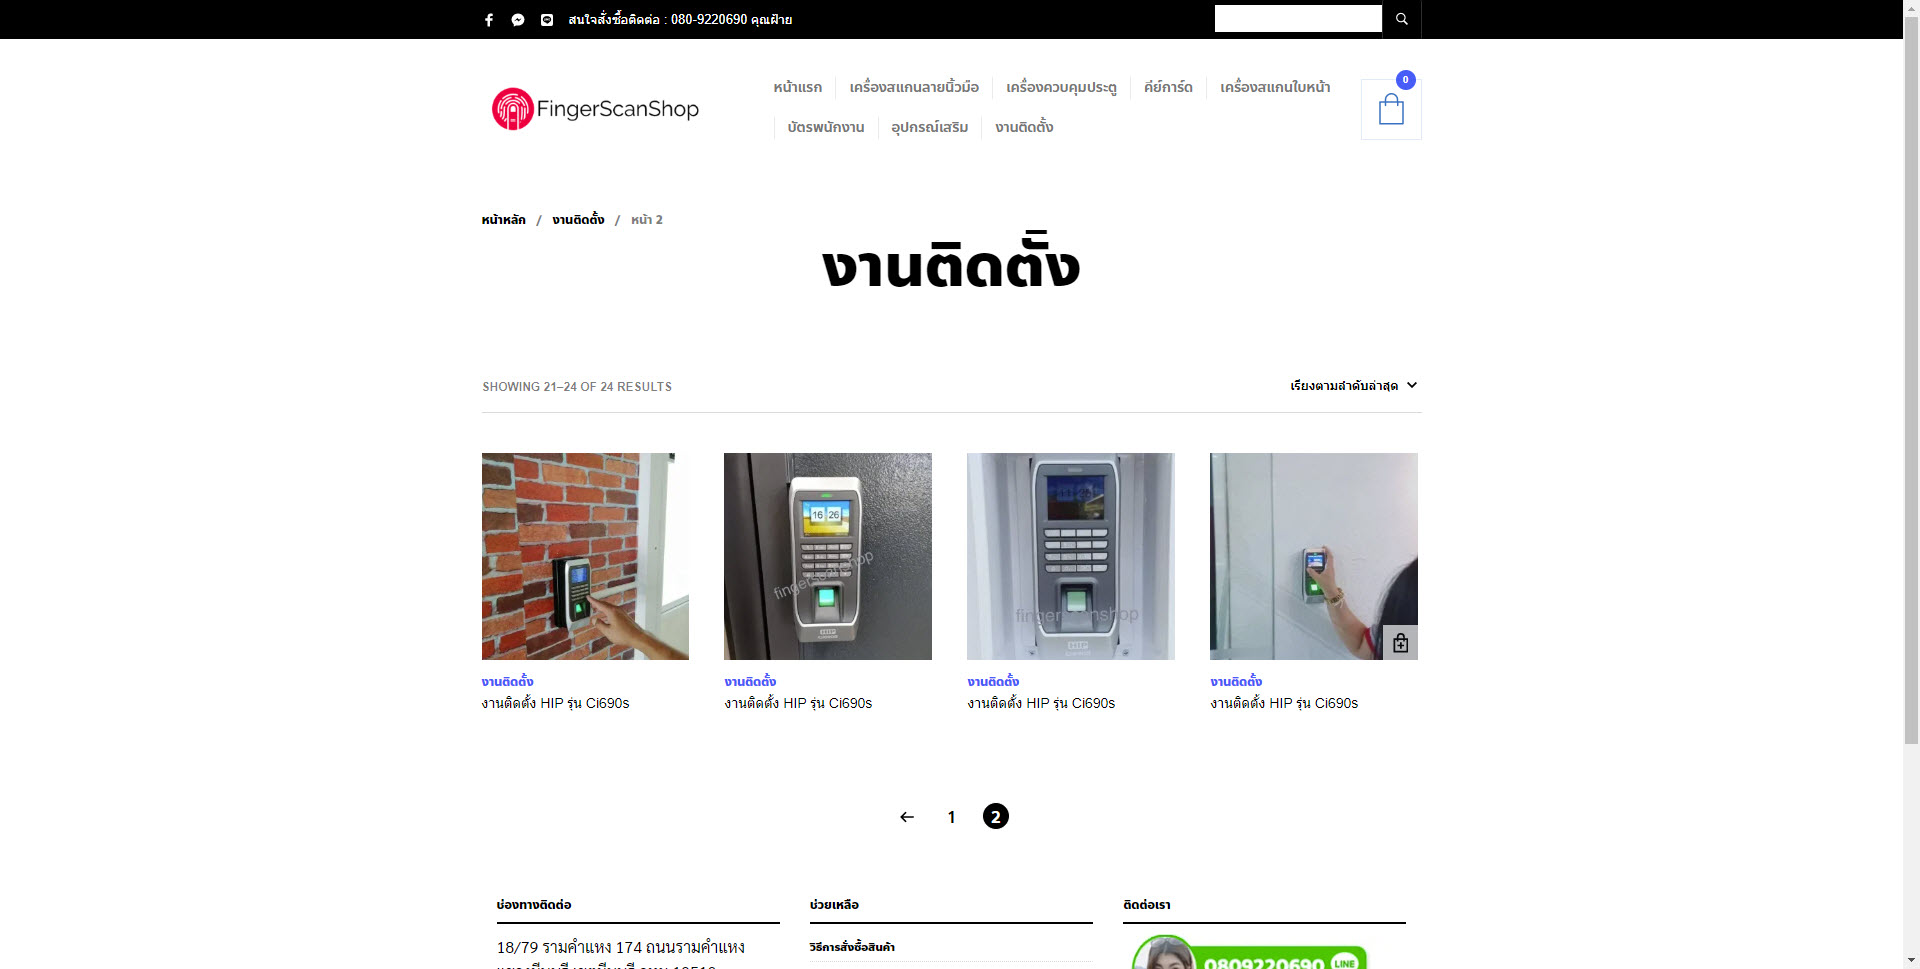 สนใจสั่งซื้อติดต่อ : 080-9220690 คุณฝ้าย
FingerScanShop
หน้าแรก
เครื่องสแกนลายนิ้วมือ
เครื่องควบคุมประตู
คีย์การ์ด
เครื่องสแกนใบหน้า
0
บัตรพนักงาน
อุปกรณ์เสริม
งานติดตั้ง
หน้าหลัก / งานติดตั้ง / หน้า 2
งานติดตั้ง
SHOWING 21–24 OF 24 RESULTS
เรียงตามลำดับล่าสุด
16 26
fingerscanshop
HIP
fingerscanshop
HIP
งานติดตั้ง
งานติดตั้ง HIP รุ่น Ci690s
งานติดตั้ง
งานติดตั้ง HIP รุ่น Ci690s
งานติดตั้ง
งานติดตั้ง HIP รุ่น Ci690s
งานติดตั้ง
งานติดตั้ง HIP รุ่น Ci690s
1
2
ช่องทางติดต่อ
18/79 รามคำแหง 174 ถนนรามคำแหง
ช่วยเหลือ
วิธีการสั่งซื้อสินค้า
ติดต่อเรา
0809220690 LINE